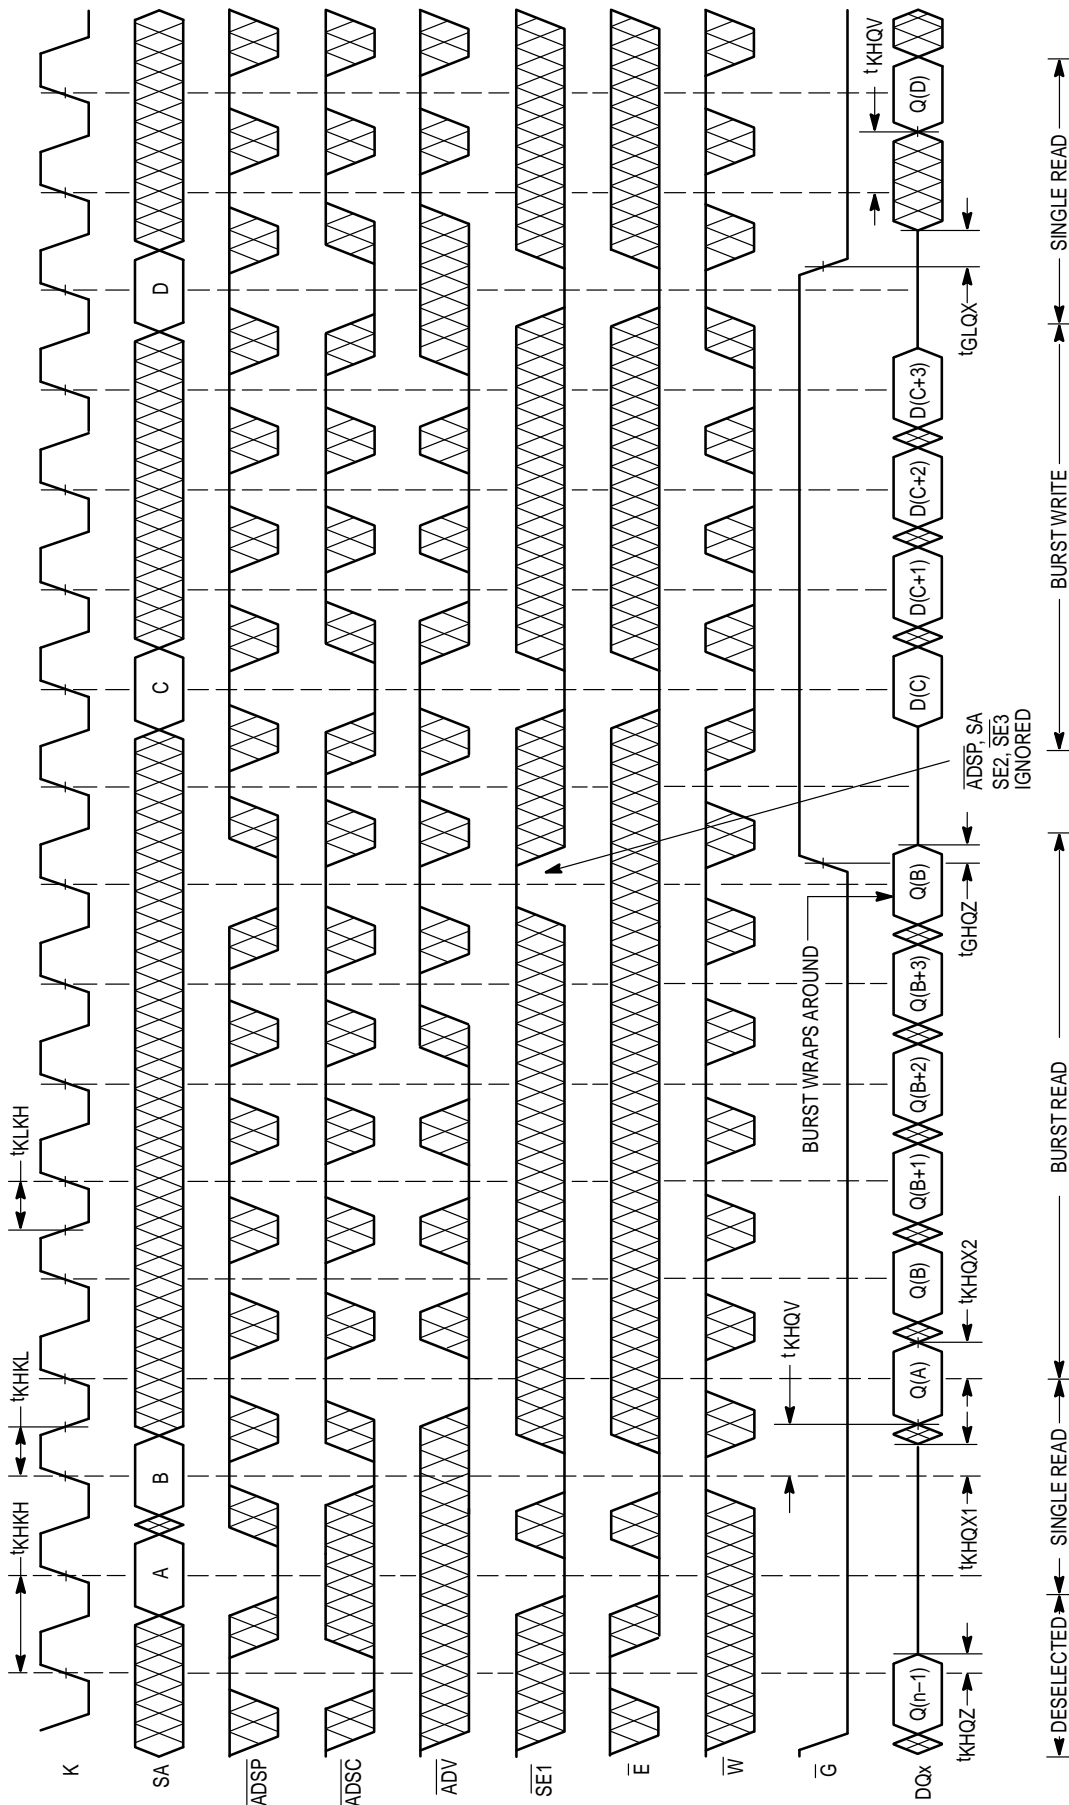 K
tKHKH
tKHKL
tKLKH
SA
A
B
C
D
ADSP
ADSC
ADV
SE1
E
W
G
tKHQV
BURST WRAPS AROUND
ADSP, SA
SE2, SE3
IGNORED
tKHQV
DQx
Q(n–1)
Q(A)
Q(B)
Q(B+1)
Q(B+2)
Q(B+3)
Q(B)
D(C)
D(C+1)
D(C+2)
D(C+3)
Q(D)
tKHQZ
tKHQX1
tKHQX2
tGHQZ
tGLQX
DESELECTED
SINGLE READ
BURST READ
BURST WRITE
SINGLE READ